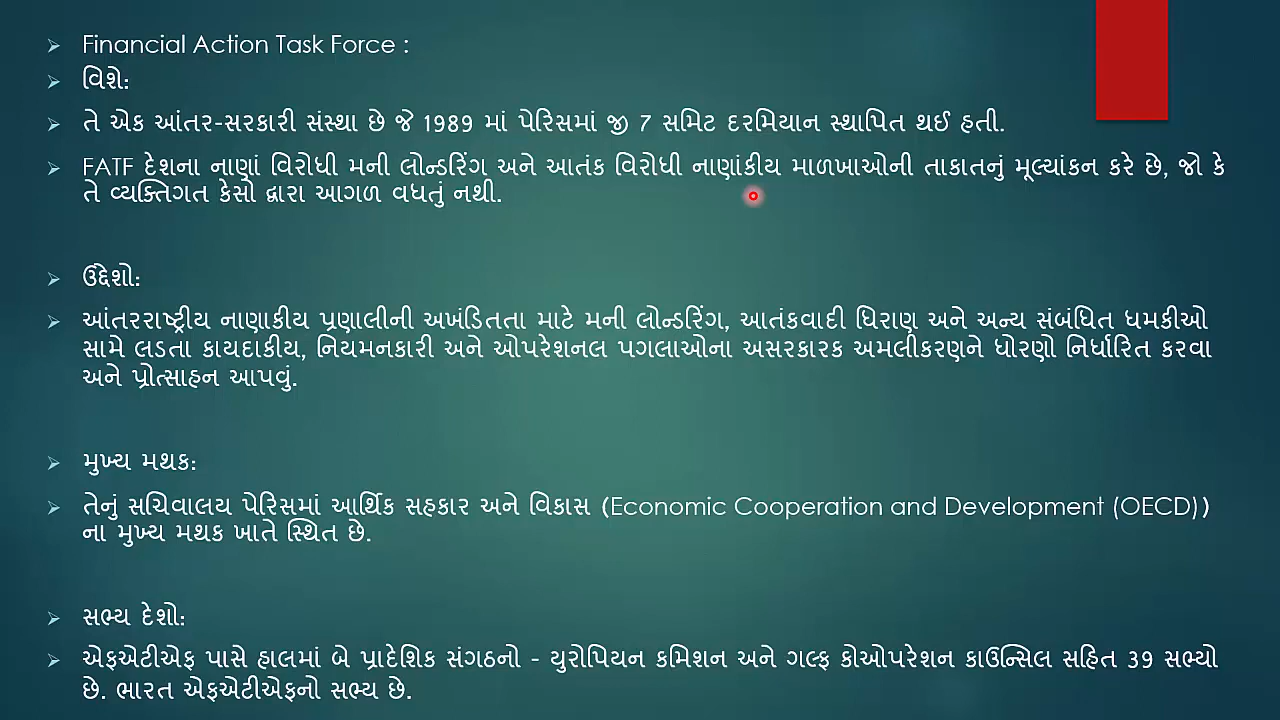 Financial Action Task Force :
વિશે:
તે એક આંતર-સરકારી સંસ્થા છે જે 1989 માં પેરિસમાં જી 7 સમિટ દરમિયાન સ્થાપિત થઈ હતી.
FATF દેશના નાણાં વિરોધી મની લોન્ડરિંગ અને આતંક વિરોધી નાણાંકીય માળખાઓની તાકાતનું મૂલ્યાંકન કરે છે, જો કે
તે વ્યક્તિગત કેસો દ્વારા આગળ વધતું નથી.
ઉદ્દેશો:
આંતરરાષ્ટ્રીય નાણાકીય પ્રણાલીની અખંડિતતા માટે મની લોન્ડરિંગ, આતંકવાદી ધિરાણ અને અન્ય સંબંધિત ધમકીઓ
સામે લડતા કાયદાકીય, નિયમનકારી અને ઓપરેશનલ પગલાઓના અસરકારક અમલીકરણને ધોરણો નિર્ધારિત કરવા
અને પ્રોત્સાહન આપવું.
મુખ્ય મથક:
તેનું સચિવાલય પેરિસમાં આર્થિક સહકાર અને વિકાસ (Economic Cooperation and Development (OECD))
ના મુખ્ય મથક ખાતે સ્થિત છે.
સભ્ય દેશો:
એફએટીએફ પાસે હાલમાં બે પ્રાદેશિક સંગઠનો - યુરોપિયન કમિશન અને ગલ્ફ કોઓપરેશન કાઉન્સિલ સહિત 39 સભ્યો
છે. ભારત એફએટીએફનો સભ્ય છે.